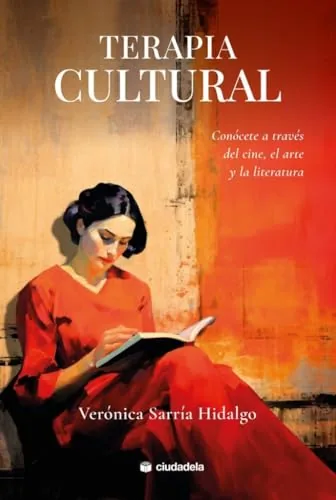 TERAPIA
CULTURAL
Conócete a través
del cine, el arte
y la literatura
Verónica Sarría Hidalgo
ciudadela